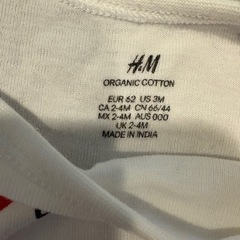 H&M
ORGANIC COTTON
EUR 62 US 3M
CA 2-4M CN 66/44
MX 2-4M AUS 000
UK 2-4M
MADE IN INDIA